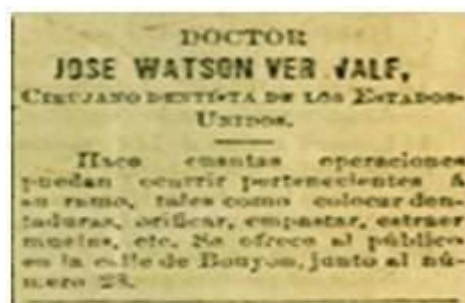 DOCTOR
JOSE WATSON VER VALF,
CIRUJANO DENTISTA DE LOS ESTADOS-
UNIDOS.
Hace cuantas operaciones
puedan ocurrir pertenecientes á
su ramo, tales como colocar den-
taduras, orificar, empastar, estraer
muelas, etc. Se ofrece al público
en la calle de Bouyon, junto al nú-
mero 23.